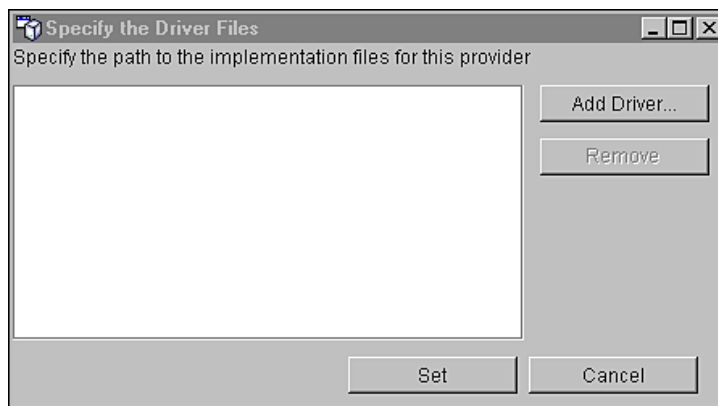 Specify the Driver Files
Specify the path to the implementation files for this provider
Add Driver...
Remove
Set
Cancel